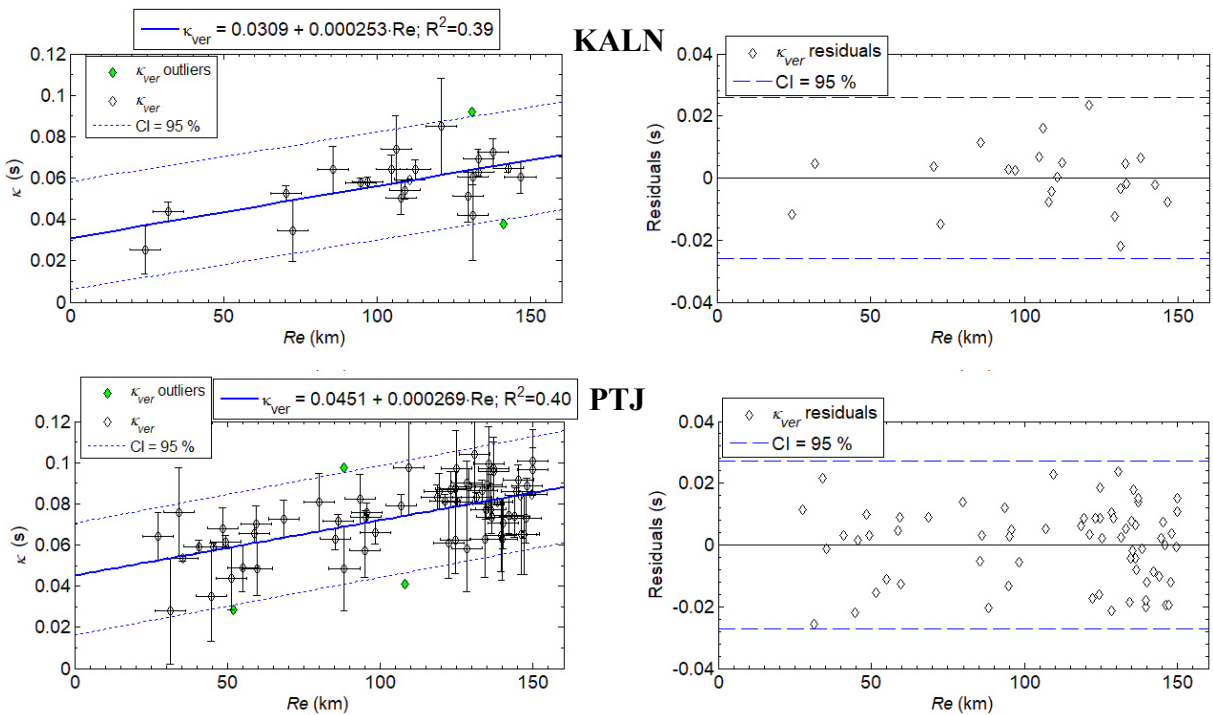 κver = 0.0309 + 0.000253·Re; R²=0.39
KALN
κver outliers
κver
CI = 95 %
κ (s)
0.12
0.1
0.08
0.06
0.04
0.02
0
0
50
100
150
Re (km)
κver residuals
CI = 95 %
Residuals (s)
0.04
0.02
0
-0.02
-0.04
0
50
100
150
Re (km)
κver outliers
κver
CI = 95 %
κver = 0.0451 + 0.000269·Re; R²=0.40
PTJ
κ (s)
0.12
0.1
0.08
0.06
0.04
0.02
0
0
50
100
150
Re (km)
κver residuals
CI = 95 %
Residuals (s)
0.04
0.02
0
-0.02
-0.04
0
50
100
150
Re (km)